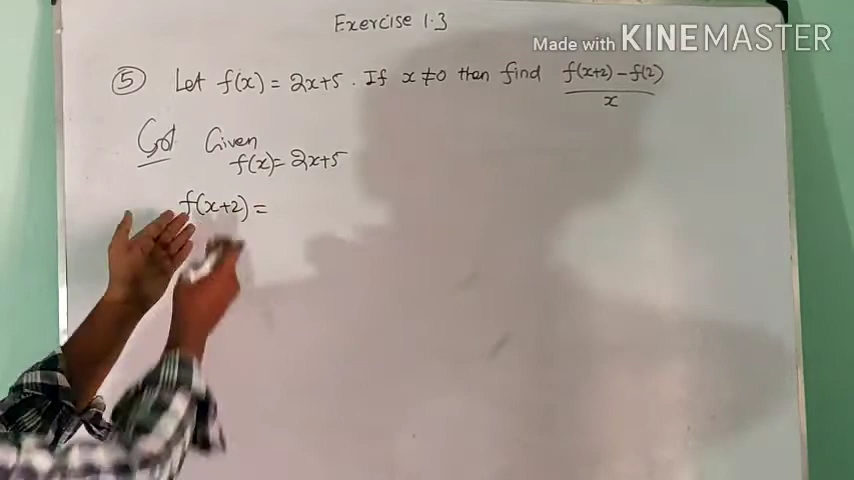 Exercise 1.3
Made with KINEMASTER
⑤ Let f(x) = 2x+5. If x≠0 then find f(x+2) - f(2) / x
Sol Given
f(x) = 2x+5
f(x+2) =